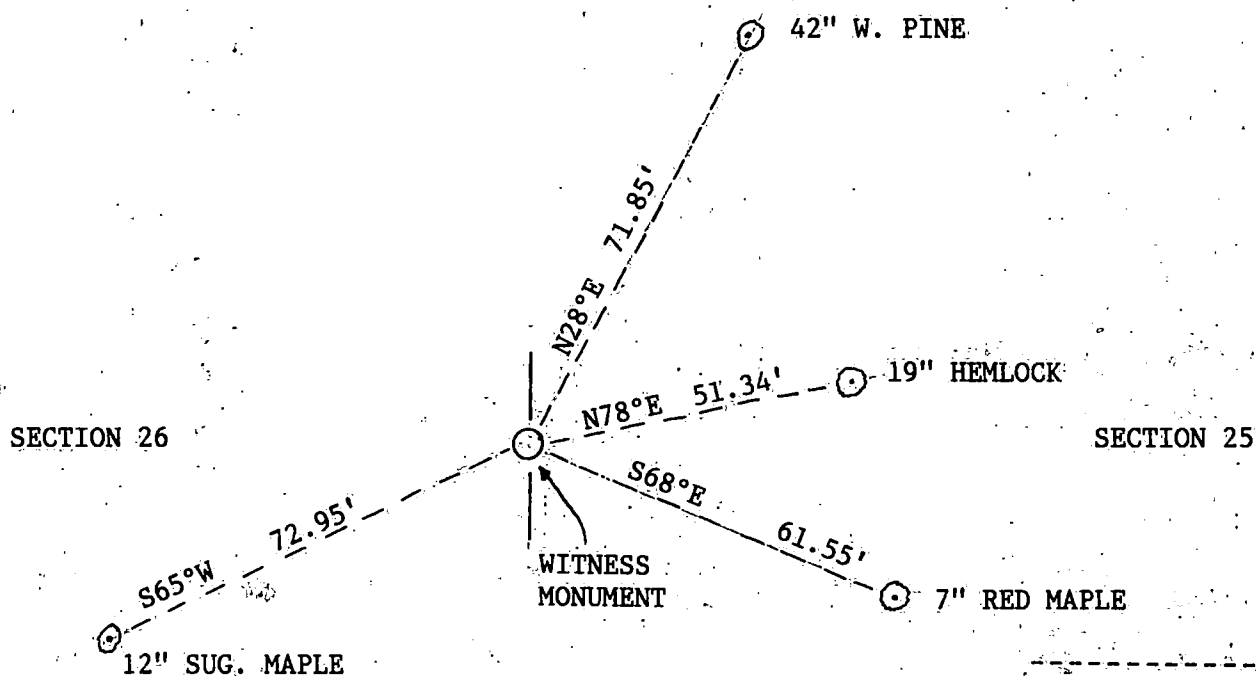 42" W. PINE
N28°E 71.85'
19" HEMLOCK
N78°E 51.34'
SECTION 26
SECTION 25
S68°E 61.55'
S65°W 72.95'
WITNESS
MONUMENT
7" RED MAPLE
12" SUG. MAPLE